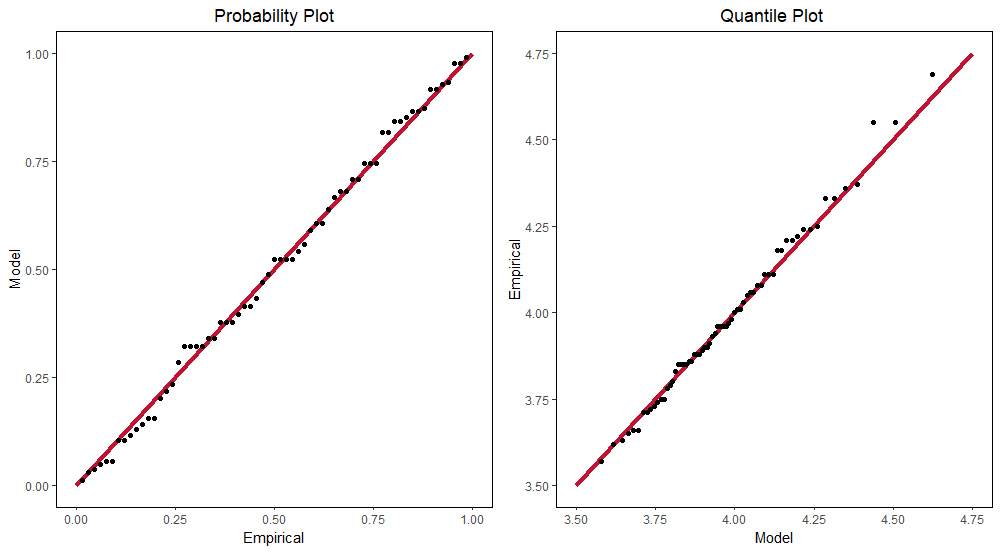 Probability Plot
Model
1.00
0.75
0.50
0.25
0.00
0.00 0.25 0.50 0.75 1.00
Empirical
Quantile Plot
Empirical
4.75
4.50
4.25
4.00
3.75
3.50
3.50 3.75 4.00 4.25 4.50 4.75
Model